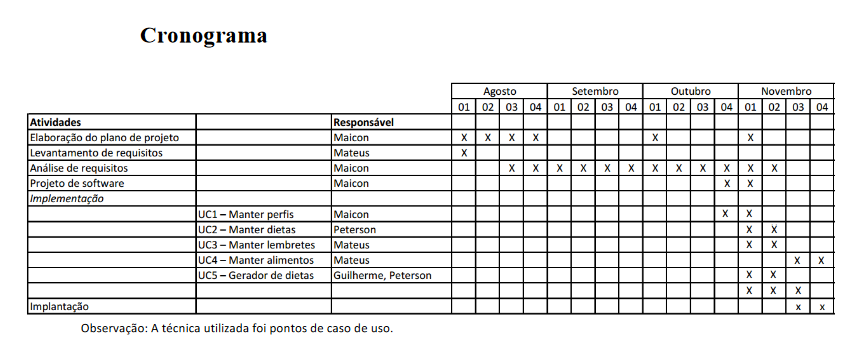 Cronograma
Agosto Setembro Outubro Novembro
01 02 03 04 01 02 03 04 01 02 03 04 01 02 03 04
Atividades Responsável
Elaboração do plano de projeto Maicon X X X X X X
Levantamento de requisitos Mateus X
Análise de requisitos Maicon X X X X X X X X X X X X
Projeto de software Maicon X X
Implementação
UC1 – Manter perfis Maicon X X
UC2 – Manter dietas Peterson X X
UC3 – Manter lembretes Mateus X X
UC4 – Manter alimentos Mateus X X
UC5 – Gerador de dietas Guilherme, Peterson X X
X X X
Implantação x x
Observação: A técnica utilizada foi pontos de caso de uso.